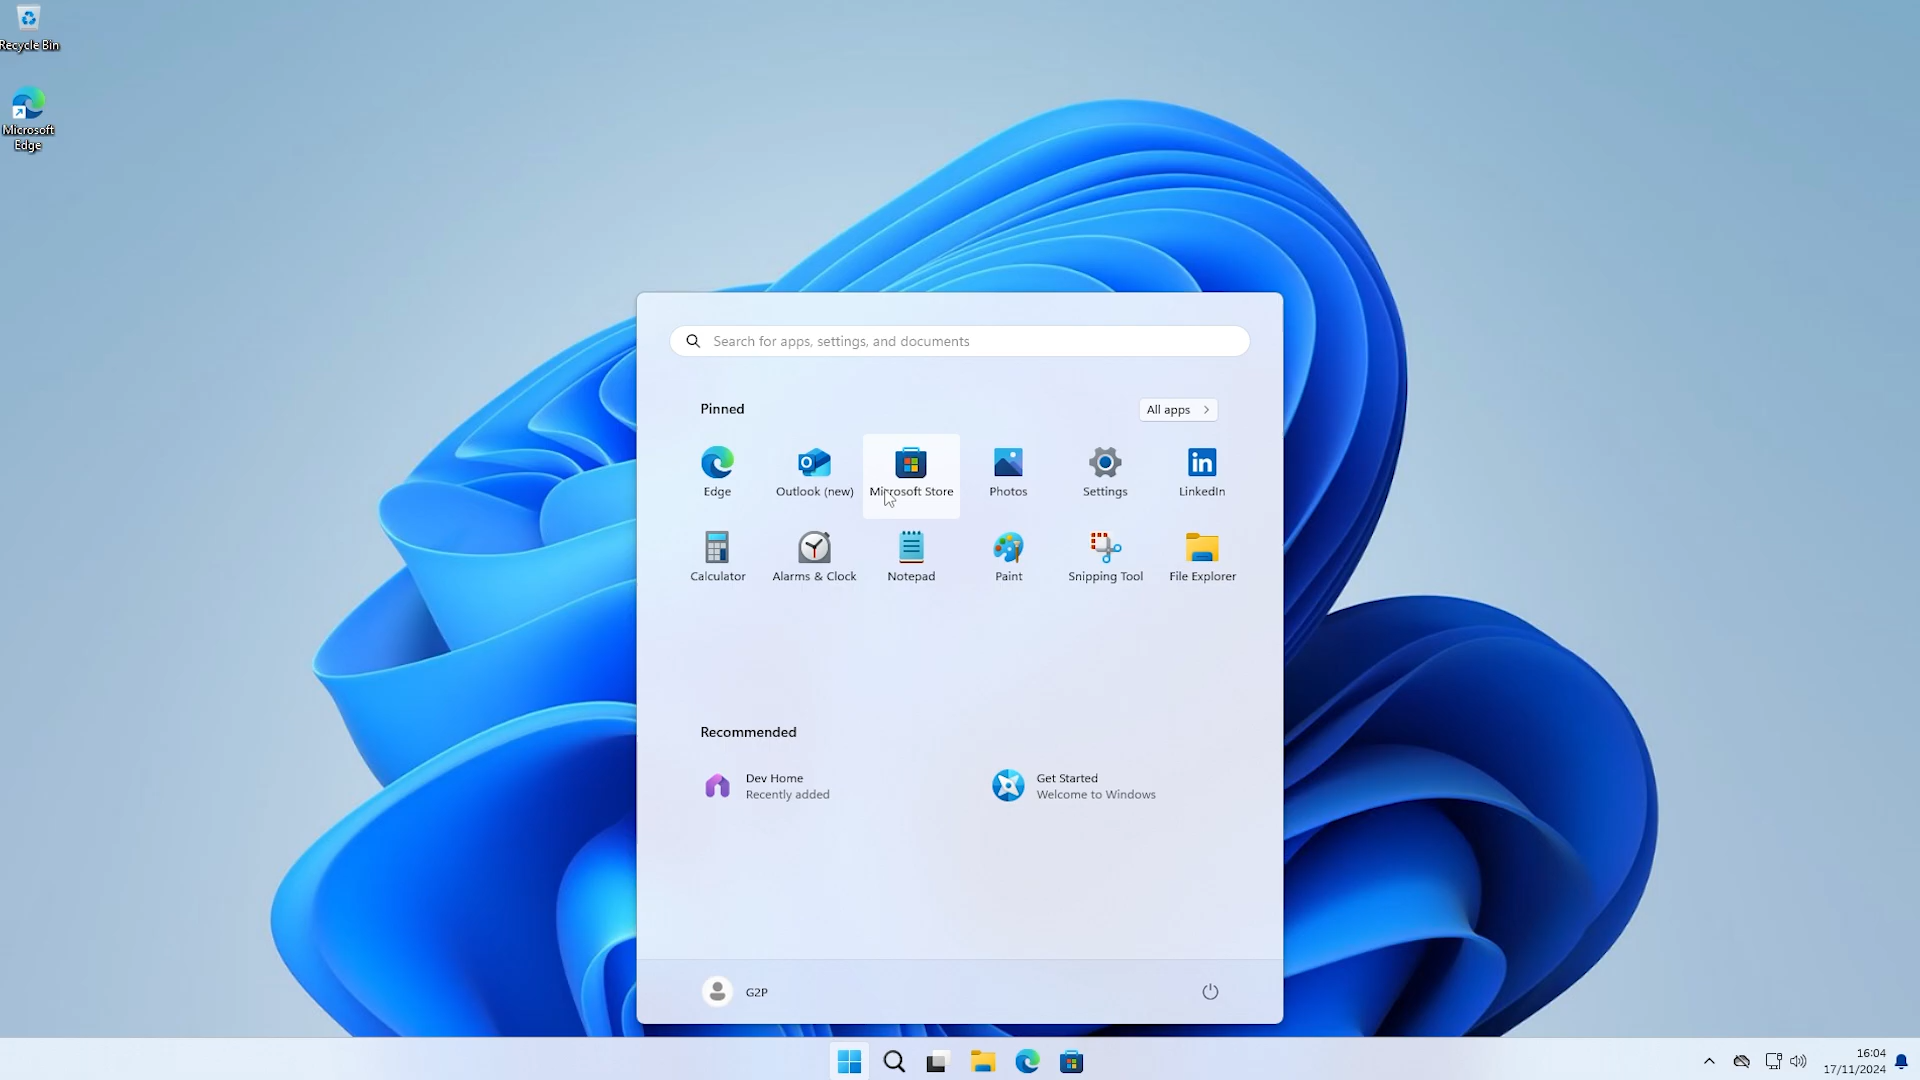 Recycle Bin
Microsoft
Edge
Search for apps, settings, and documents
Pinned
All apps
Edge
Outlook (new)
Microsoft Store
Photos
Settings
LinkedIn
Calculator
Alarms & Clock
Notepad
Paint
Snipping Tool
File Explorer
Recommended
Dev Home
Recently added
Get Started
Welcome to Windows
G2P
16:04
17/11/2024